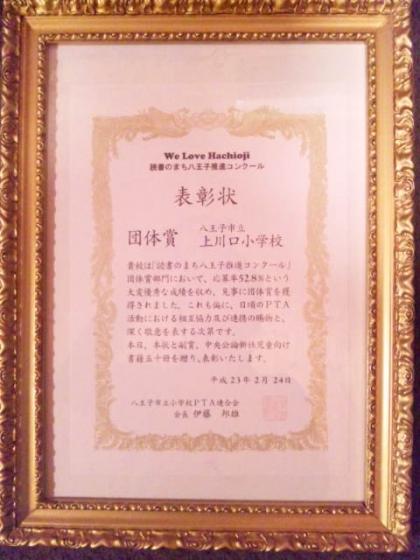 We Love Hachioji
読書のまち八王子推進コンクール
表彰状
団体賞 八王子市立
上川口小学校
貴校は「読書のまち八王子推進コンクール」
団体賞部門において、応募率52.8%という
大変優秀な成績を収め、見事に団体賞を獲
得されました。これも偏に、日頃のPTA
活動における相互協力及び連携の賜物と、
深く敬意を表する次第です。
本日、本状と副賞、中央公論新社児童向け
書籍五十冊を贈り、表彰いたします。
平成23年2月24日
八王子市立小学校PTA連合会
会長 伊藤 邦雄